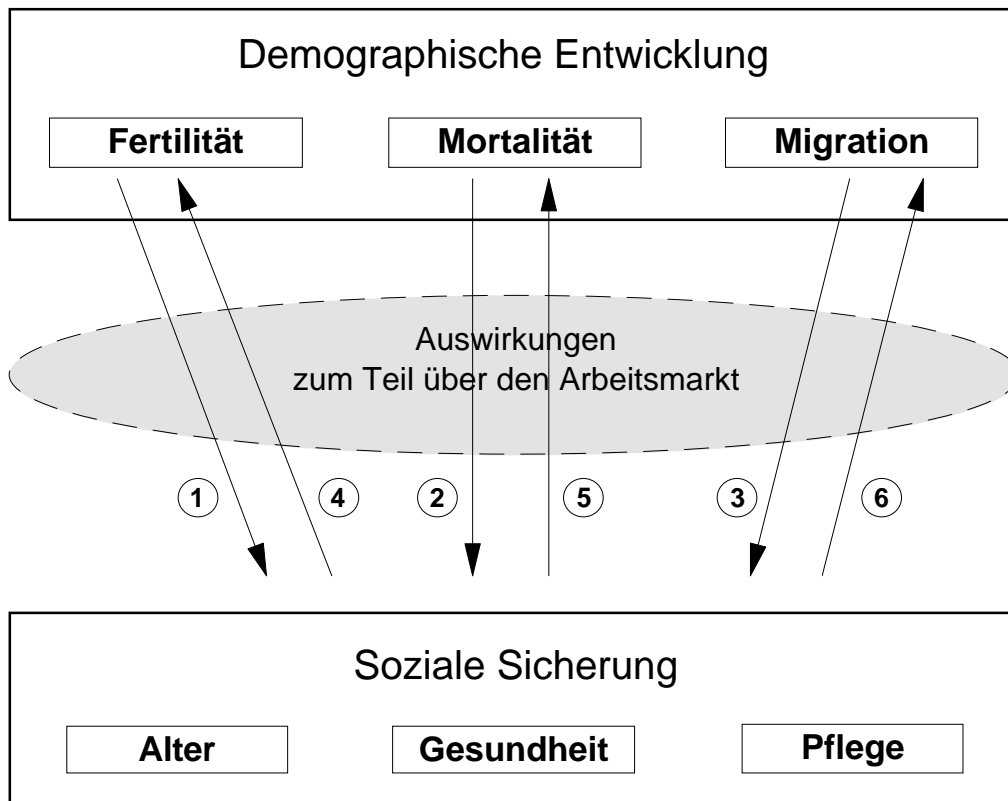 Demographische Entwicklung
Fertilität Mortalität Migration
Auswirkungen
zum Teil über den Arbeitsmarkt
1 4 2 5 3 6
Soziale Sicherung
Alter Gesundheit Pflege